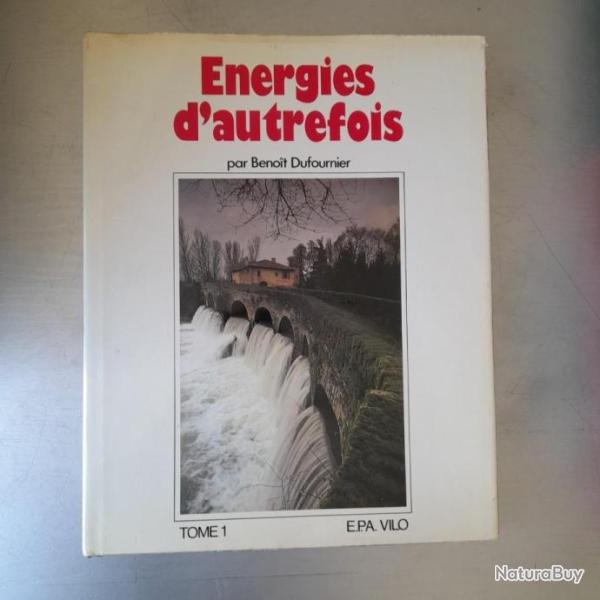 Energies
d'autrefois
par Benoît Dufournier
TOME 1 E.P.A. VILO
NaturaBuy